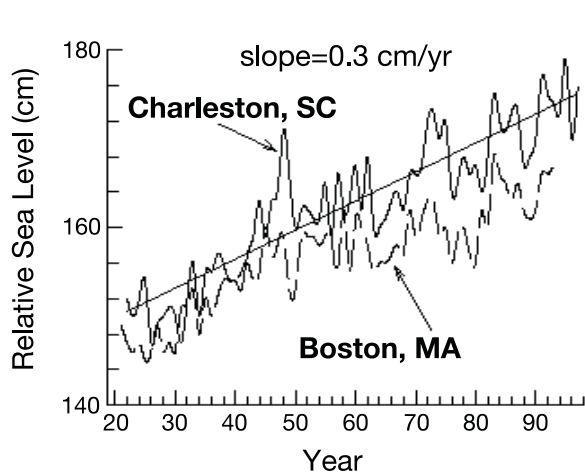 180
slope=0.3 cm/yr
Charleston, SC
Relative Sea Level (cm)
160
Boston, MA
140
20 30 40 50 60 70 80 90
Year